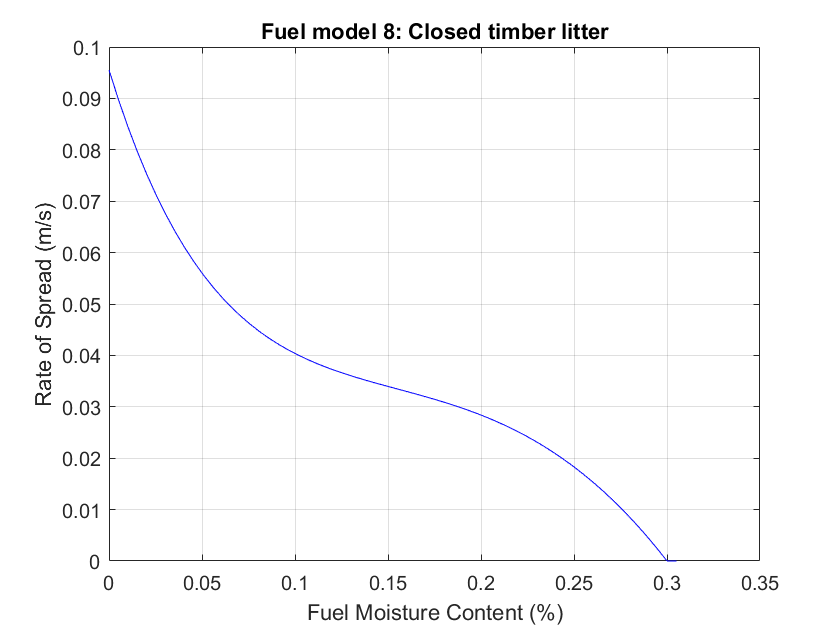 Fuel model 8: Closed timber litter
0.1
0.09
0.08
0.07
0.06
0.05
0.04
0.03
0.02
0.01
0
Rate of Spread (m/s)
0 0.05 0.1 0.15 0.2 0.25 0.3 0.35
Fuel Moisture Content (%)